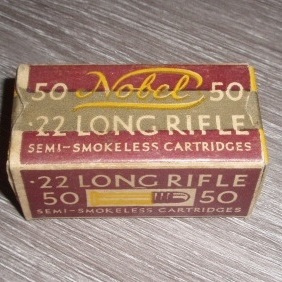 50 Nobel 50
.22 LONG RIFLE
SEMI-SMOKELESS CARTRIDGES
.22 LONG RIFLE
50 50
SEMI-SMOKELESS CARTRIDGES